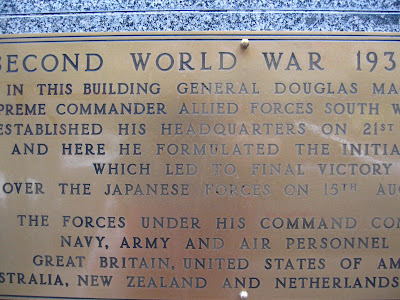 SECOND WORLD WAR 193
IN THIS BUILDING GENERAL DOUGLAS MA
PREME COMMANDER ALLIED FORCES SOUTH W
ESTABLISHED HIS HEADQUARTERS ON 21ST
AND HERE HE FORMULATED THE INITIA
WHICH LED TO FINAL VICTORY
OVER THE JAPANESE FORCES ON 15TH AU
THE FORCES UNDER HIS COMMAND COM
NAVY, ARMY AND AIR PERSONNEL
GREAT BRITAIN, UNITED STATES OF AM
STRALIA, NEW ZEALAND AND NETHERLANDS